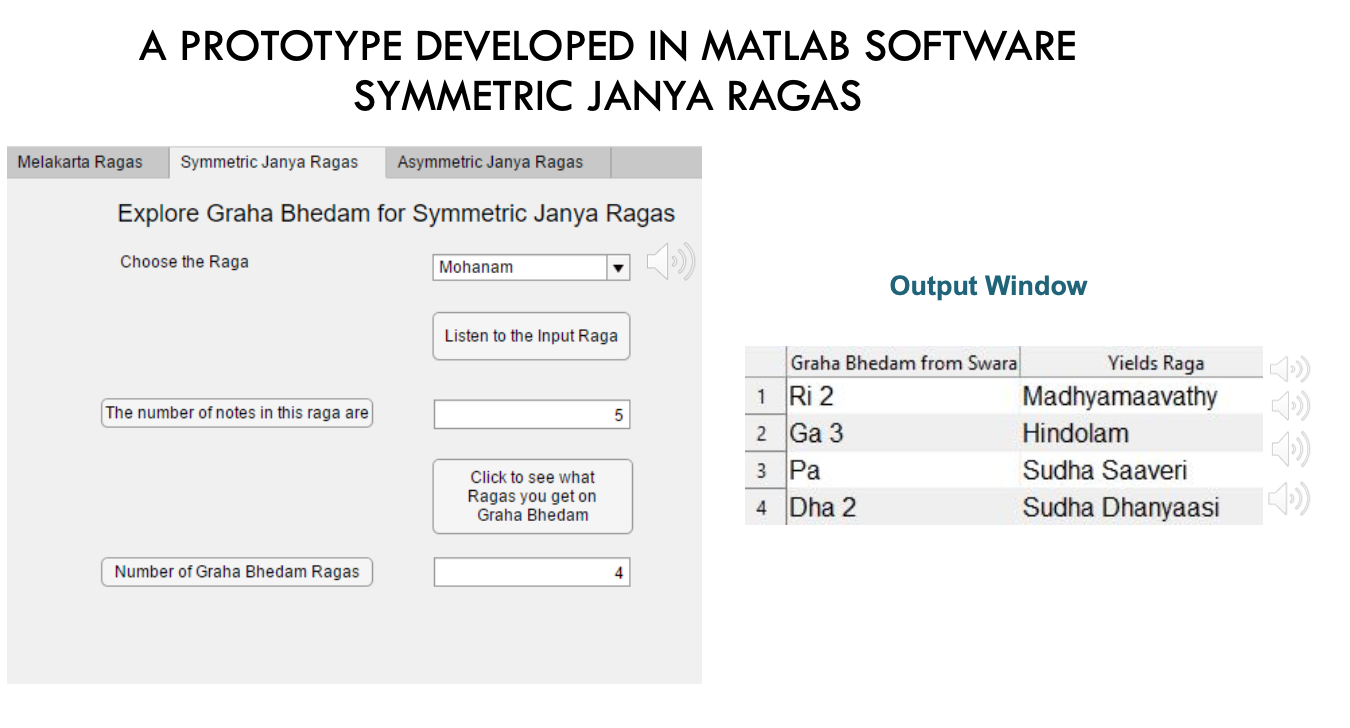 A PROTOTYPE DEVELOPED IN MATLAB SOFTWARE
SYMMETRIC JANYA RAGAS
Melakarta Ragas
Symmetric Janya Ragas
Asymmetric Janya Ragas
Explore Graha Bhedam for Symmetric Janya Ragas
Choose the Raga
Mohanam
Listen to the Input Raga
The number of notes in this raga are
5
Click to see what
Ragas you get on
Graha Bhedam
Number of Graha Bhedam Ragas
4
Output Window
Graha Bhedam from Swara Yields Raga
1 Ri 2 Madhyamaavathy
2 Ga 3 Hindolam
3 Pa Sudha Saaveri
4 Dha 2 Sudha Dhanyaasi